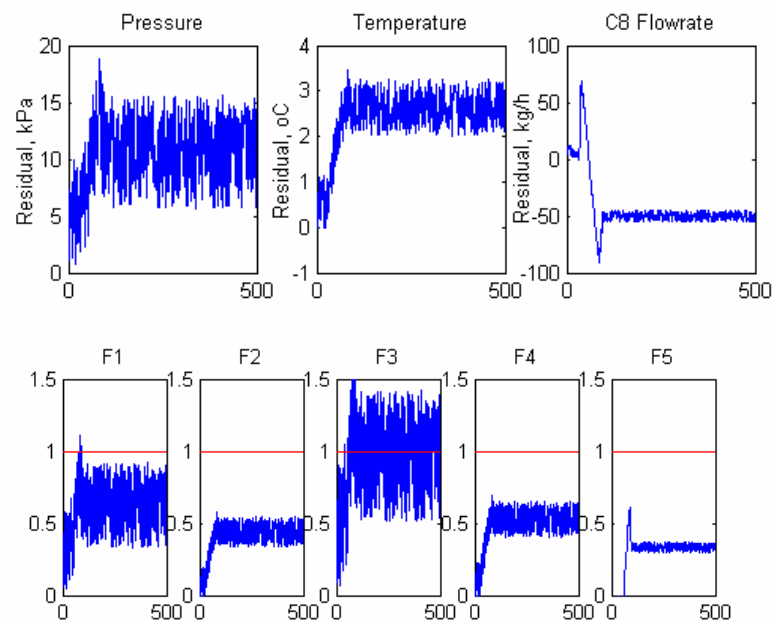 Pressure Temperature C8 Flowrate
20 4 100
15 3 50
10 2 0
5 1 -50
0 0 -100
-1
Residual, kPa Residual, oC Residual, kg/h
0 500 0 500 0 500
F1 F2 F3 F4 F5
1.5 1.5 1.5 1.5 1.5
1 1 1 1 1
0.5 0.5 0.5 0.5 0.5
0 0 0 0 0
0 500 0 500 0 500 0 500 0 500